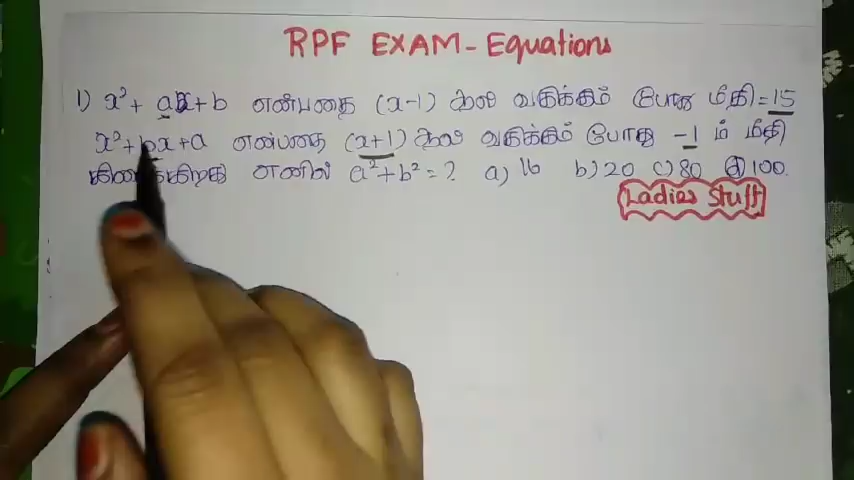 RPF EXAM - Equations
1) x² + ax + b என்பதை (x-1) ஆல் வகுக்கும் போது மீதி = 15
x² + bx + a என்பதை (x+1) ஆல் வகுக்கும் போது -1 ம் மீதி
எனில் a² + b² = ? a) 16 b) 20 c) 80 d) 100.
Ladies Stuff